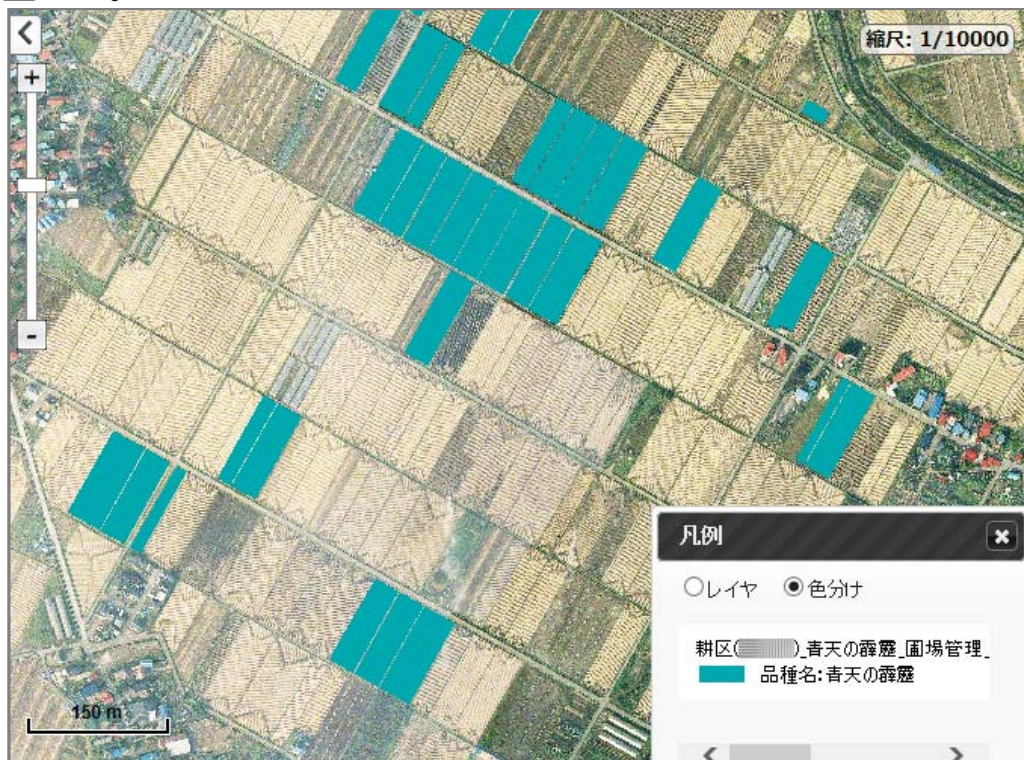 縮尺: 1/10000
+
-
150 m
凡例
レイヤ 色分け
耕区( )_青天の霹靂_圃場管理_
品種名:青天の霹靂